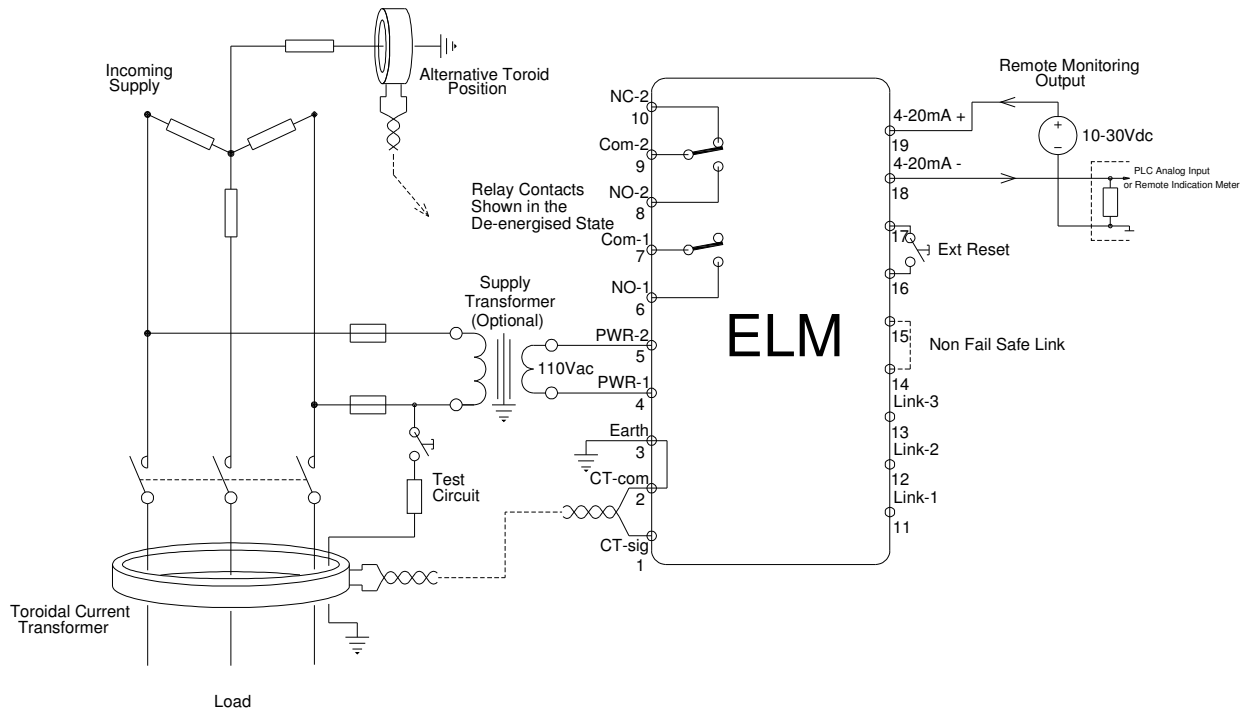 Incoming
Supply
Alternative Toroid
Position
Relay Contacts
Shown in the
De-energised State
Supply
Transformer
(Optional)
110Vac
Test
Circuit
Toroidal Current
Transformer
Load
NC-2
10
Com-2
9
NO-2
8
Com-1
7
NO-1
6
PWR-2
5
PWR-1
4
Earth
3
CT-com
2
CT-sig
1
ELM
4-20mA +
19
4-20mA -
18
17
16
15
14
Link-3
13
Link-2
12
Link-1
11
Remote Monitoring
Output
+
−
10-30Vdc
PLC Analog Input
or Remote Indication Meter
Ext Reset
Non Fail Safe Link